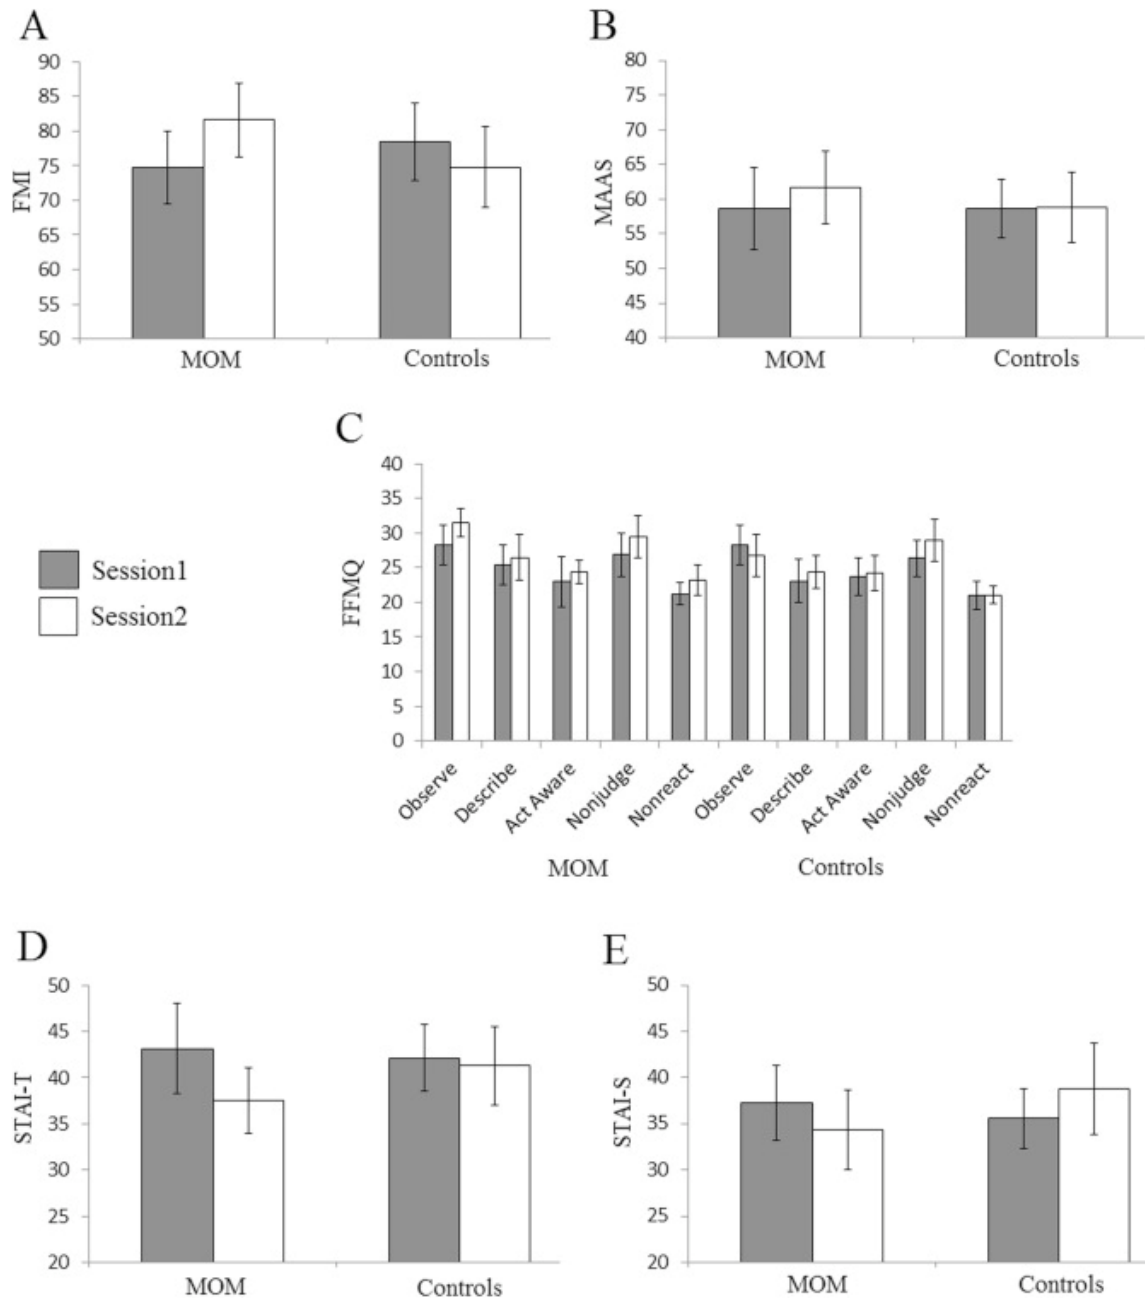 A
FMI
90
85
80
75
70
65
60
55
50
MOM Controls
B
MAAS
80
75
70
65
60
55
50
45
40
MOM Controls
Session1
Session2
C
FFMQ
40
35
30
25
20
15
10
5
0
Observe Describe Act Aware Nonjudge Nonreact Observe Describe Act Aware Nonjudge Nonreact
MOM Controls
D
STAI-T
50
45
40
35
30
25
20
MOM Controls
E
STAI-S
50
45
40
35
30
25
20
MOM Controls